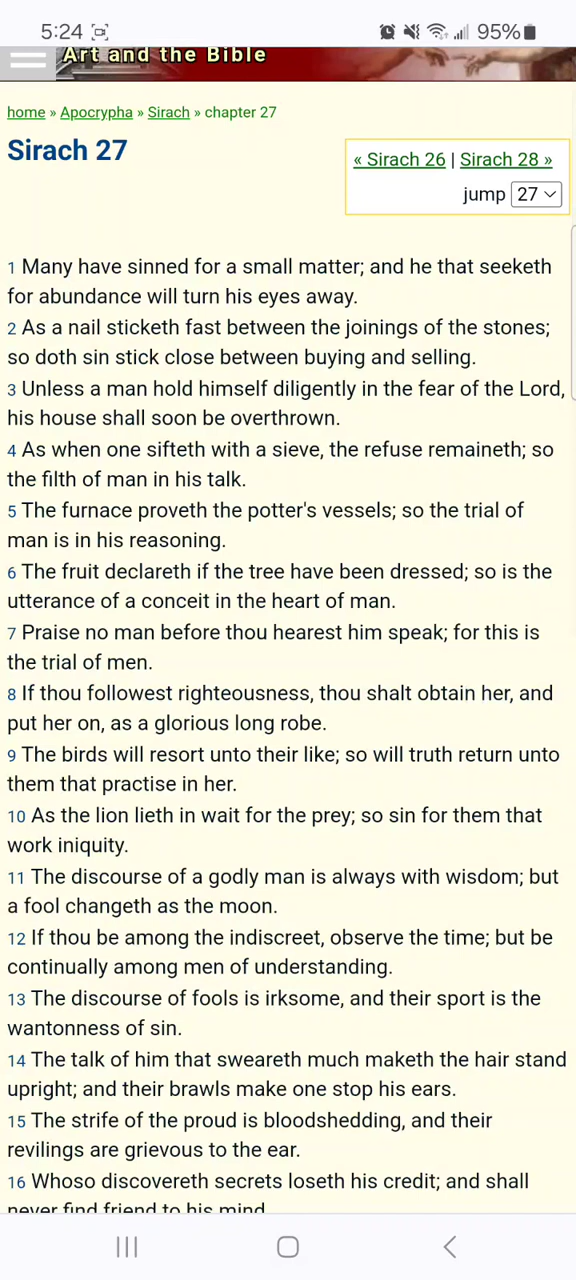 5:24 95%
Art and the Bible
home » Apocrypha » Sirach » chapter 27
Sirach 27
« Sirach 26 | Sirach 28 »
jump 27
1 Many have sinned for a small matter; and he that seeketh
for abundance will turn his eyes away.
2 As a nail sticketh fast between the joinings of the stones;
so doth sin stick close between buying and selling.
3 Unless a man hold himself diligently in the fear of the Lord,
his house shall soon be overthrown.
4 As when one sifteth with a sieve, the refuse remaineth; so
the filth of man in his talk.
5 The furnace proveth the potter's vessels; so the trial of
man is in his reasoning.
6 The fruit declareth if the tree have been dressed; so is the
utterance of a conceit in the heart of man.
7 Praise no man before thou hearest him speak; for this is
the trial of men.
8 If thou followest righteousness, thou shalt obtain her, and
put her on, as a glorious long robe.
9 The birds will resort unto their like; so will truth return unto
them that practise in her.
10 As the lion lieth in wait for the prey; so sin for them that
work iniquity.
11 The discourse of a godly man is always with wisdom; but
a fool changeth as the moon.
12 If thou be among the indiscreet, observe the time; but be
continually among men of understanding.
13 The discourse of fools is irksome, and their sport is the
wantonness of sin.
14 The talk of him that sweareth much maketh the hair stand
upright; and their brawls make one stop his ears.
15 The strife of the proud is bloodshedding, and their
revilings are grievous to the ear.
16 Whoso discovereth secrets loseth his credit; and shall
never find friend to his mind